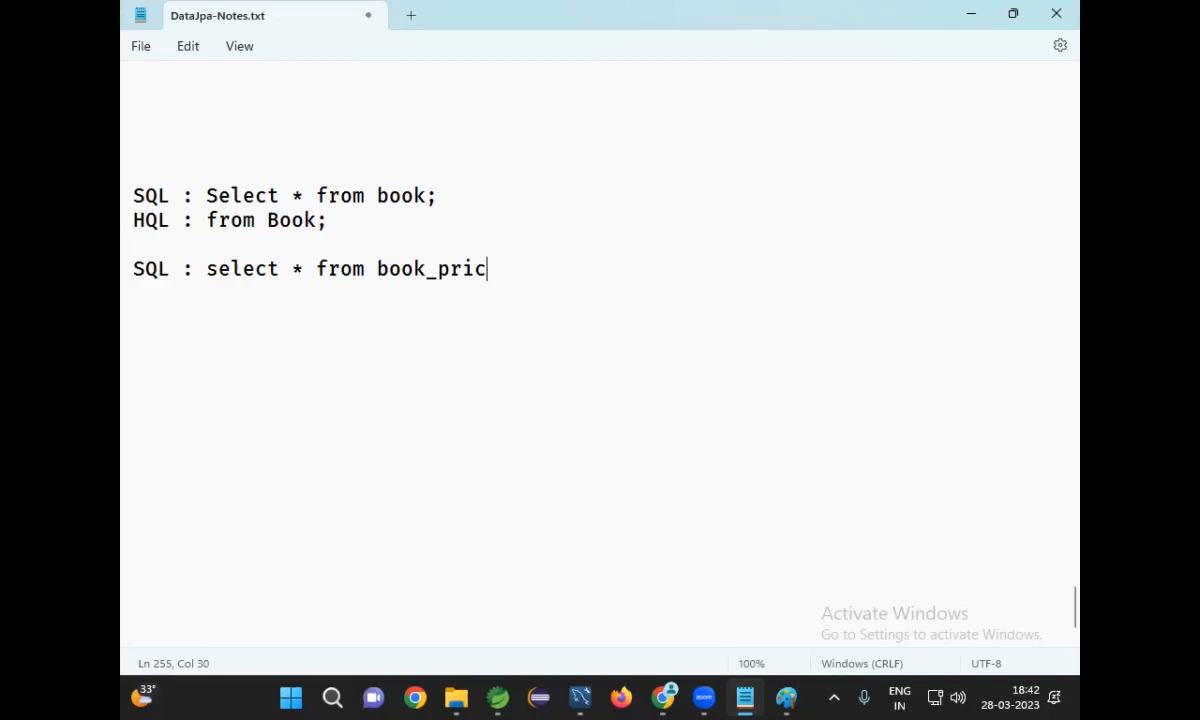 DataJpa-Notes.txt
File Edit View
SQL : Select * from book;
HQL : from Book;
SQL : select * from book_pric
Activate Windows
Go to Settings to activate Windows.
Ln 255, Col 30 100% Windows (CRLF) UTF-8
33° zoom ENG 18:42
IN 28-03-2023